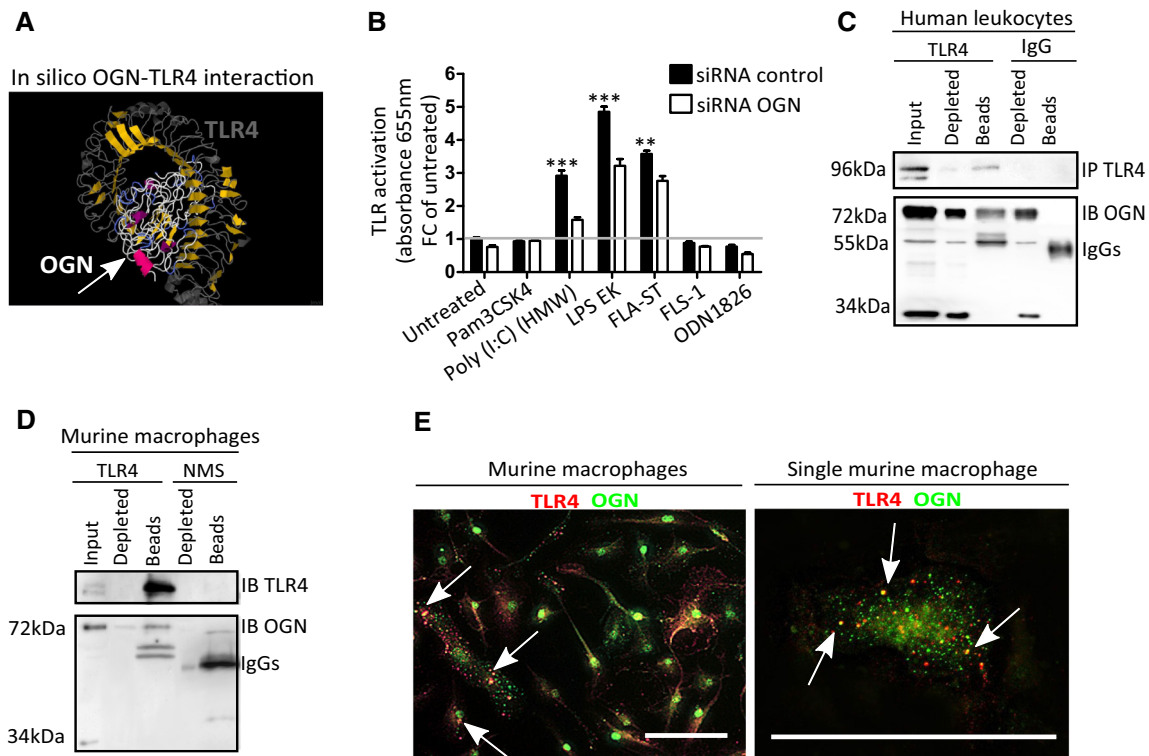 A
In silico OGN-TLR4 interaction
TLR4
OGN
B
TLR activation
(absorbance 655nm
FC of untreated)
6
5
4
3
2
1
0
***
***
**
siRNA control
siRNA OGN
Untreated
Pam3CSK4
Poly (I:C) (HMW)
LPS EK
FLA-ST
FLS-1
ODN1826
C
Human leukocytes
TLR4 IgG
Input
Depleted
Beads
Depleted
Beads
96kDa IP TLR4
72kDa IB OGN
55kDa IgGs
34kDa
D
Murine macrophages
TLR4 NMS
Input
Depleted
Beads
Depleted
Beads
IB TLR4
72kDa IB OGN
IgGs
34kDa
E
Murine macrophages
TLR4 OGN
Single murine macrophage
TLR4 OGN